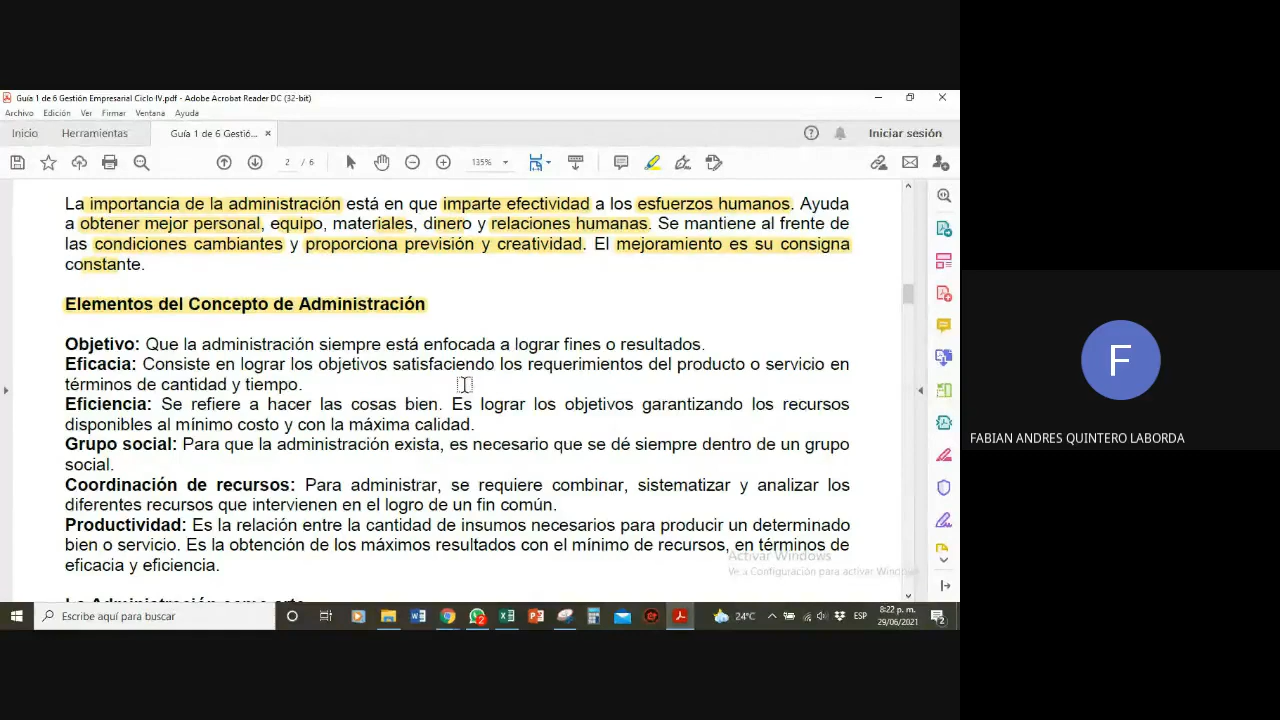 Guía 1 de 6 Gestión Empresarial Ciclo IV.pdf - Adobe Acrobat Reader DC (32-bit)
Archivo Edición Ver Firmar Ventana Ayuda
Inicio Herramientas Guía 1 de 6 Gestió... × Iniciar sesión
2 / 6 135%
La importancia de la administración está en que imparte efectividad a los esfuerzos humanos. Ayuda
a obtener mejor personal, equipo, materiales, dinero y relaciones humanas. Se mantiene al frente de
las condiciones cambiantes y proporciona previsión y creatividad. El mejoramiento es su consigna
constante.
Elementos del Concepto de Administración
Objetivo: Que la administración siempre está enfocada a lograr fines o resultados.
Eficacia: Consiste en lograr los objetivos satisfaciendo los requerimientos del producto o servicio en
términos de cantidad y tiempo.
Eficiencia: Se refiere a hacer las cosas bien. Es lograr los objetivos garantizando los recursos
disponibles al mínimo costo y con la máxima calidad.
Grupo social: Para que la administración exista, es necesario que se dé siempre dentro de un grupo
social.
Coordinación de recursos: Para administrar, se requiere combinar, sistematizar y analizar los
diferentes recursos que intervienen en el logro de un fin común.
Productividad: Es la relación entre la cantidad de insumos necesarios para producir un determinado
bien o servicio. Es la obtención de los máximos resultados con el mínimo de recursos, en términos de
eficacia y eficiencia.
Activar Windows
Ve a Configuración para activar Windows
La Administración como arte
Escribe aquí para buscar
2
24°C
ESP
8:22 p. m.
29/06/2021
2
F
FABIAN ANDRES QUINTERO LABORDA